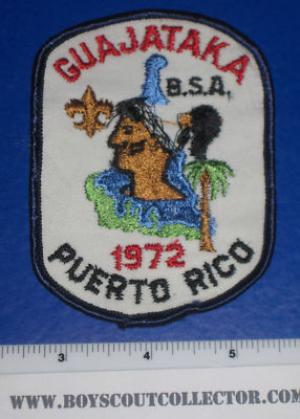 GUAJATAKA
B.S.A.
1972
PUERTO RICO
3 4 5
WWW.BOYSCOUTCOLLECTOR.COM